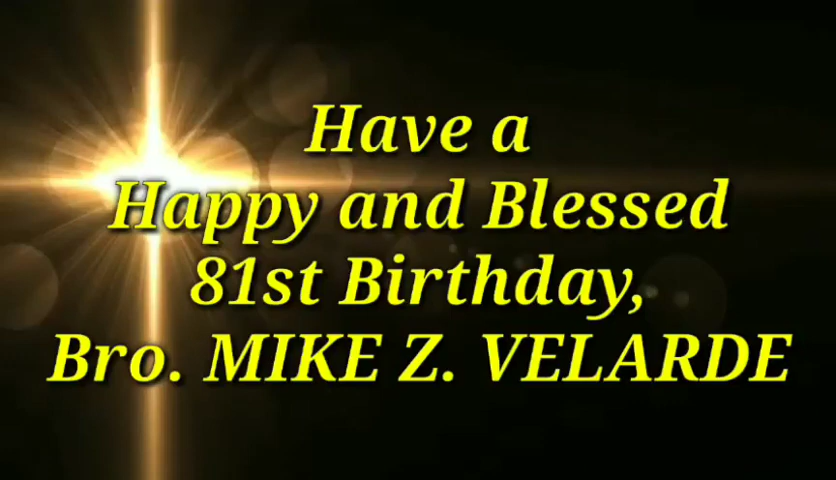 Have a
Happy and Blessed
81st Birthday,
Bro. MIKE Z. VELARDE